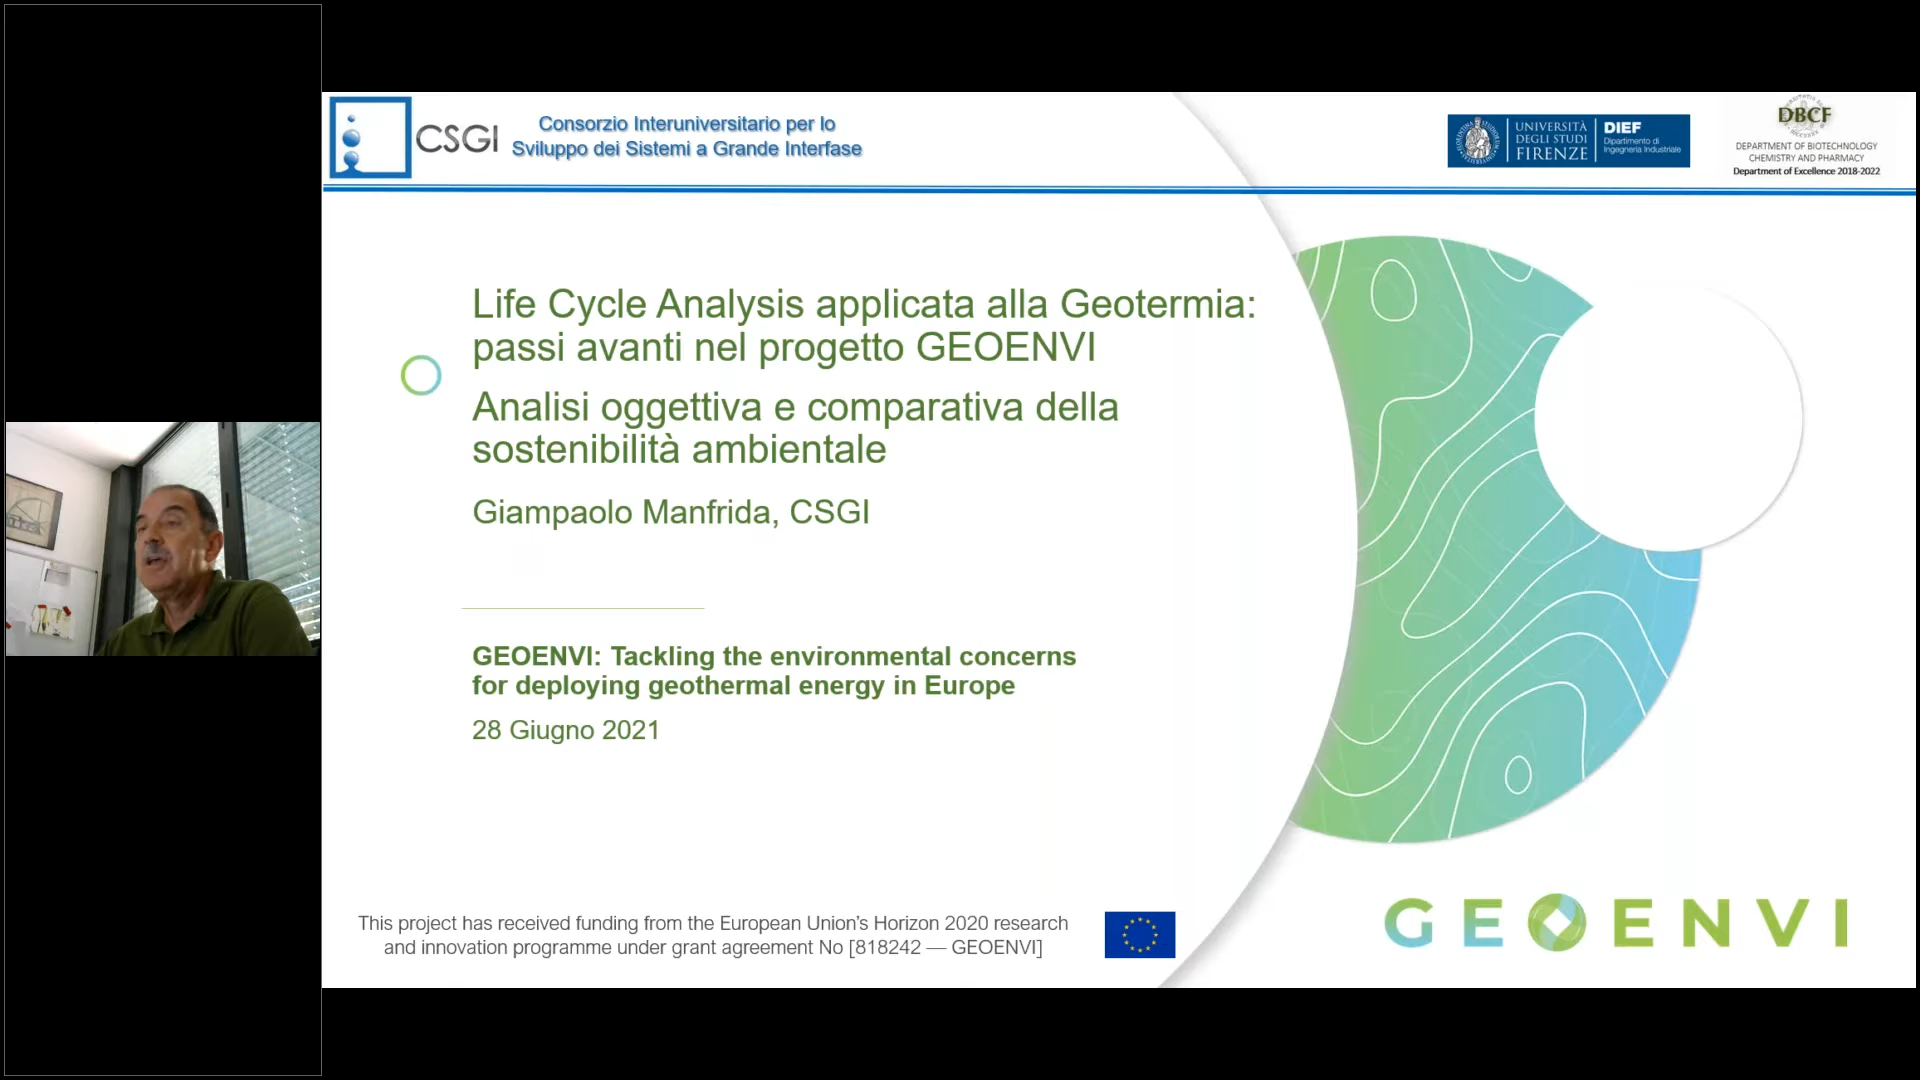 CSGI
Consorzio Interuniversitario per lo
Sviluppo dei Sistemi a Grande Interfase
UNIVERSITÀ
DEGLI STUDI
FIRENZE
DIEF
Dipartimento di
Ingegneria Industriale
DBCF
DEPARTMENT OF BIOTECHNOLOGY
CHEMISTRY AND PHARMACY
Department of Excellence 2018-2022
Life Cycle Analysis applicata alla Geotermia:
passi avanti nel progetto GEOENVI
Analisi oggettiva e comparativa della
sostenibilità ambientale
Giampaolo Manfrida, CSGI
GEOENVI: Tackling the environmental concerns
for deploying geothermal energy in Europe
28 Giugno 2021
This project has received funding from the European Union's Horizon 2020 research
and innovation programme under grant agreement No [818242 — GEOENVI]
GEOENVI